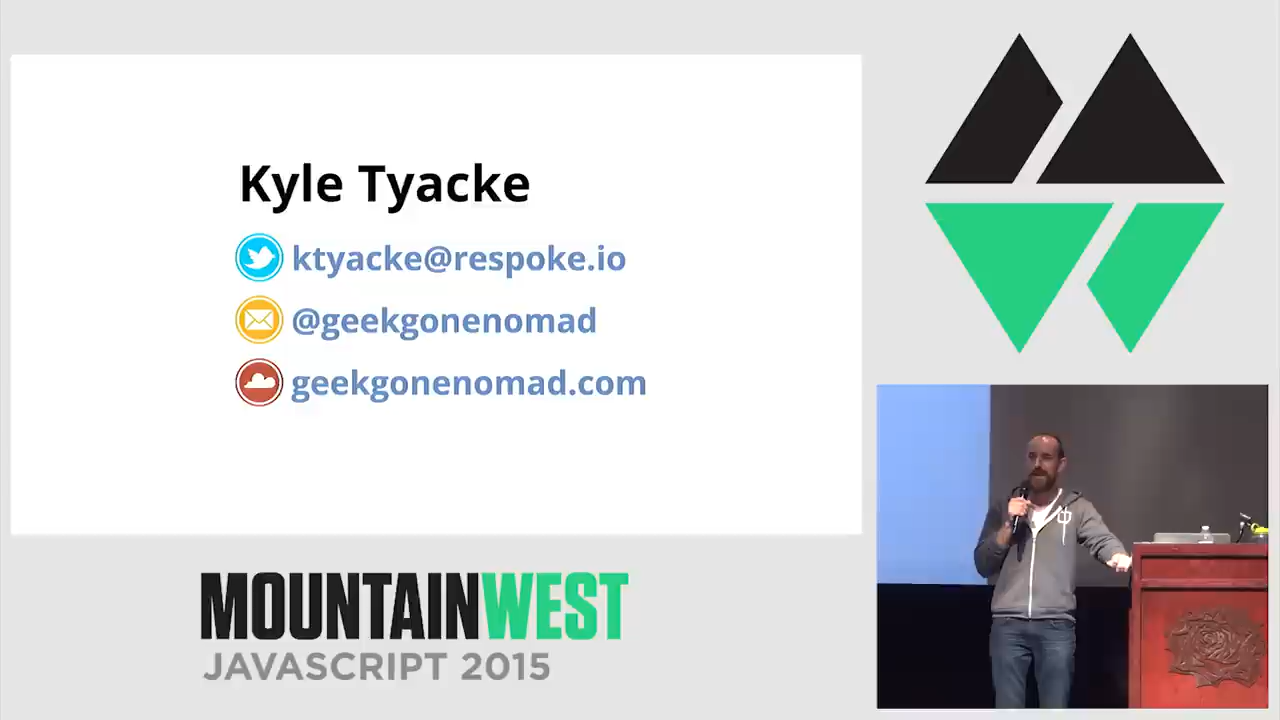 Kyle Tyacke
ktyacke@respoke.io
@geekgonenomad
geekgonenomad.com
MOUNTAINWEST
JAVASCRIPT 2015